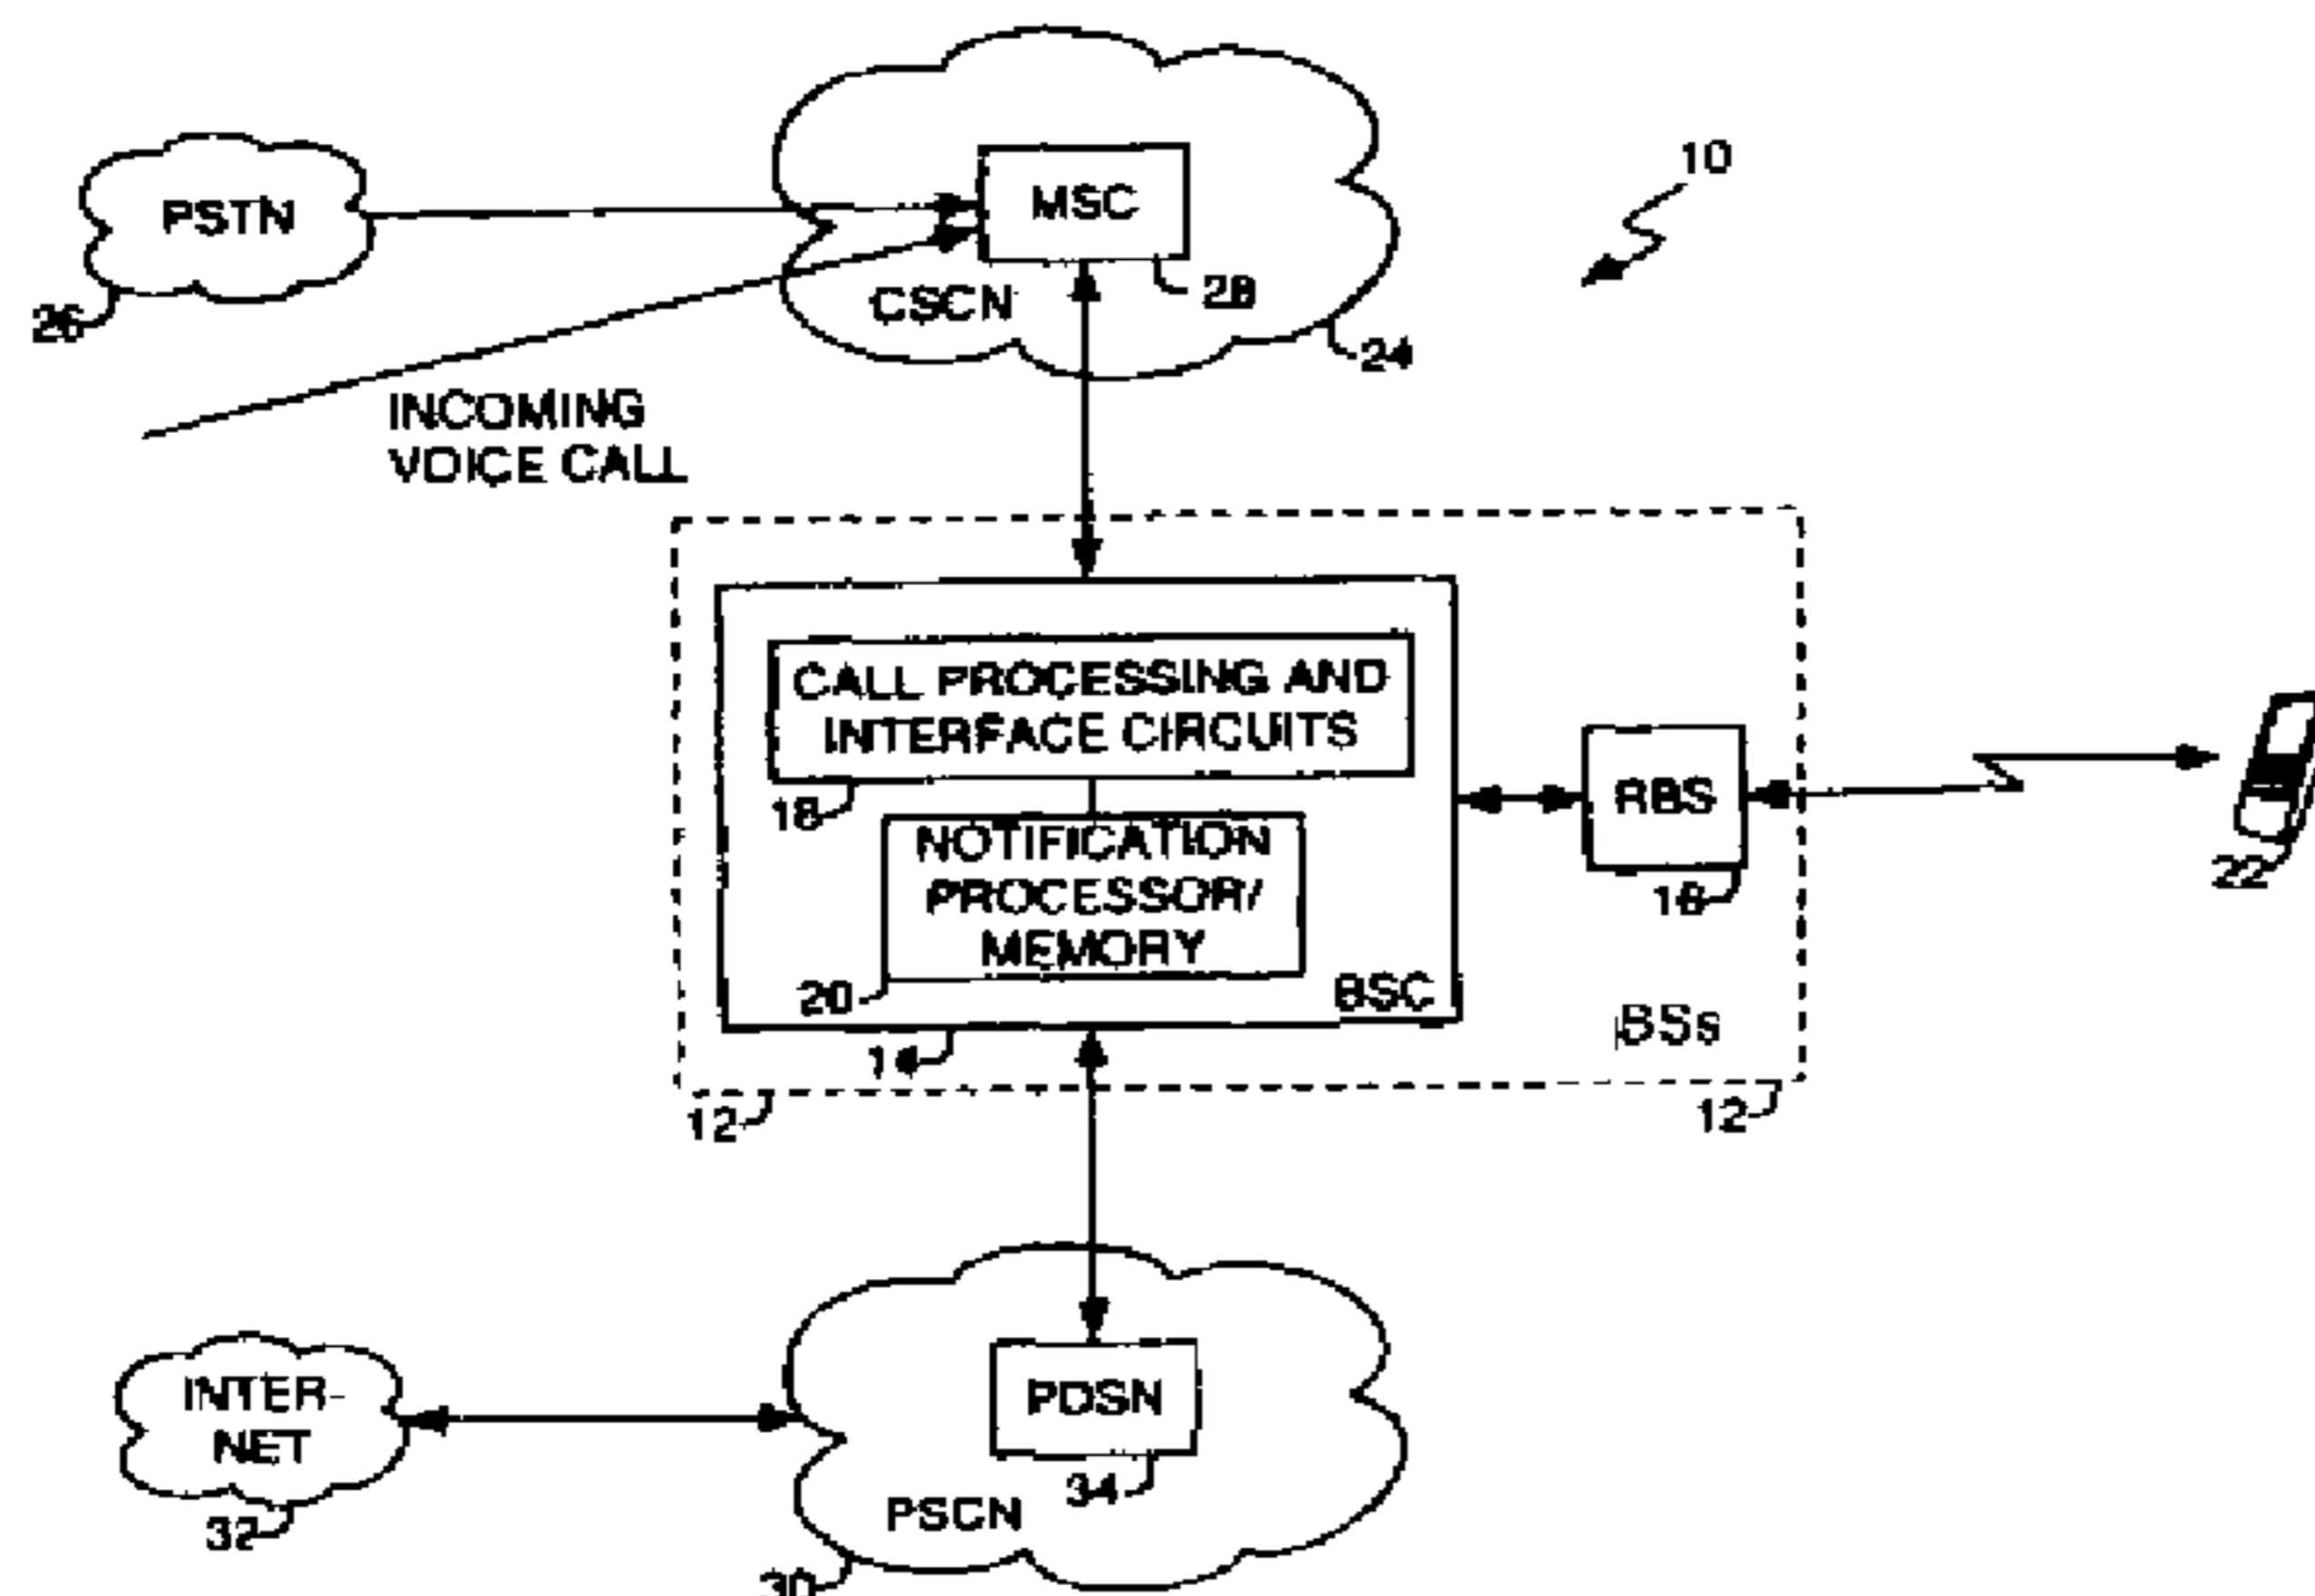 10
PSTN
MSC
26
CSCN
28
24
INCOMING
VOICE CALL
CALL PROCESSING AND
INTERFACE CIRCUITS
18
RBS
NOTIFICATION
PROCESSOR/
MEMORY
22
16
20
BSC
BSs
14
12
12
INTER-
NET
PDSN
34
PSCN
32
30